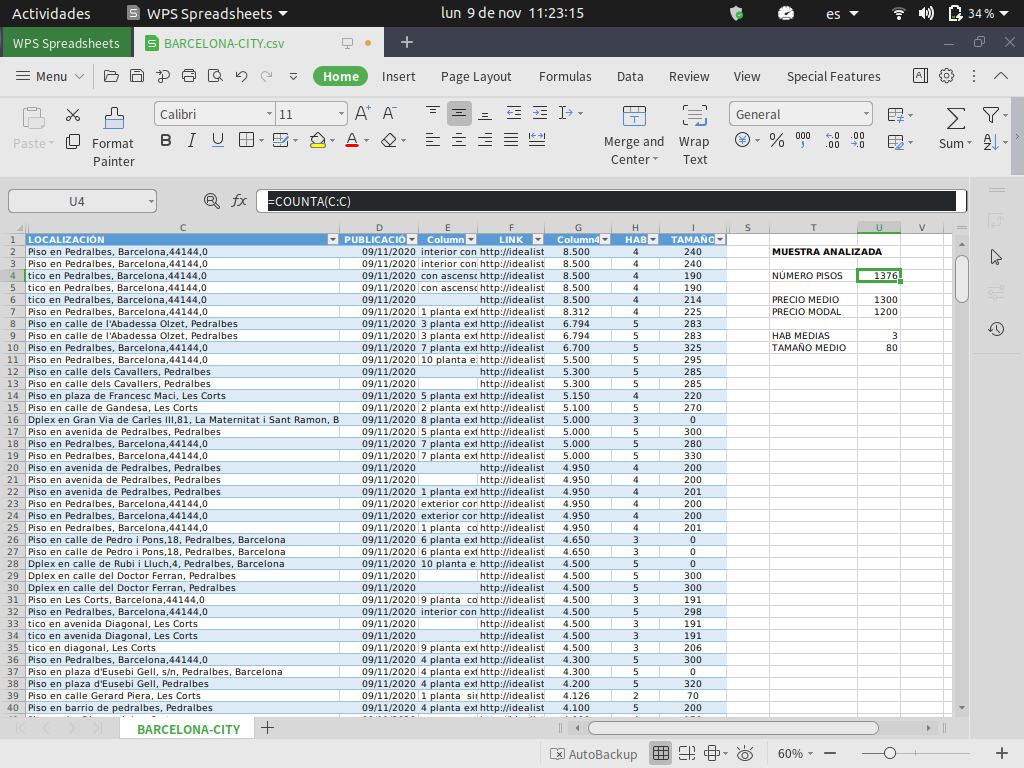 Actividades WPS Spreadsheets lun 9 de nov 11:23:15 es 34 %
WPS Spreadsheets BARCELONA-CITY.csv
Menu Home Insert Page Layout Formulas Data Review View Special Features
Paste Format Painter Calibri 11 Merge and Center Wrap Text General Sum
U4 =COUNTA(C:C)
C D E F G H I S T U V
1 LOCALIZACIÓN PUBLICACIÓ Column LINK Column4 HAB TAMAÑO
2 Piso en Pedralbes, Barcelona,44144,0 09/11/2020 interior con http://idealist 8.500 4 240 MUESTRA ANALIZADA
3 Piso en Pedralbes, Barcelona,44144,0 09/11/2020 interior con http://idealist 8.500 4 240
4 tico en Pedralbes, Barcelona,44144,0 09/11/2020 con ascenso http://idealist 8.500 4 190 NÚMERO PISOS 1376
5 tico en Pedralbes, Barcelona,44144,0 09/11/2020 con ascenso http://idealist 8.500 4 190
6 tico en Pedralbes, Barcelona,44144,0 09/11/2020 http://idealist 8.500 4 214 PRECIO MEDIO 1300
7 Piso en Pedralbes, Barcelona,44144,0 09/11/2020 1 planta ext http://idealist 8.312 4 225 PRECIO MODAL 1200
8 Piso en calle de l'Abadessa Olzet, Pedralbes 09/11/2020 3 planta ext http://idealist 6.794 5 283
9 Piso en calle de l'Abadessa Olzet, Pedralbes 09/11/2020 3 planta ext http://idealist 6.794 5 283 HAB MEDIAS 3
10 Piso en Pedralbes, Barcelona,44144,0 09/11/2020 7 planta ext http://idealist 6.700 5 325 TAMAÑO MEDIO 80
11 Piso en Pedralbes, Barcelona,44144,0 09/11/2020 10 planta e http://idealist 5.500 5 295
12 Piso en calle dels Cavallers, Pedralbes 09/11/2020 http://idealist 5.300 5 285
13 Piso en calle dels Cavallers, Pedralbes 09/11/2020 http://idealist 5.300 5 285
14 Piso en plaza de Francesc Maci, Les Corts 09/11/2020 5 planta ext http://idealist 5.150 4 220
15 Piso en calle de Gandesa, Les Corts 09/11/2020 2 planta ext http://idealist 5.100 5 270
16 Dplex en Gran Via de Carles III,81, La Maternitat i Sant Ramon, B 09/11/2020 8 planta ext http://idealist 5.000 3 0
17 Piso en avenida de Pedralbes, Pedralbes 09/11/2020 5 planta ext http://idealist 5.000 5 300
18 Piso en Pedralbes, Barcelona,44144,0 09/11/2020 7 planta ext http://idealist 5.000 5 280
19 Piso en Pedralbes, Barcelona,44144,0 09/11/2020 7 planta ext http://idealist 5.000 5 330
20 Piso en avenida de Pedralbes, Pedralbes 09/11/2020 http://idealist 4.950 4 200
21 Piso en avenida de Pedralbes, Pedralbes 09/11/2020 http://idealist 4.950 4 200
22 Piso en avenida de Pedralbes, Pedralbes 09/11/2020 1 planta ext http://idealist 4.950 4 201
23 Piso en Pedralbes, Barcelona,44144,0 09/11/2020 exterior con http://idealist 4.950 4 200
24 Piso en Pedralbes, Barcelona,44144,0 09/11/2020 exterior con http://idealist 4.950 4 200
25 Piso en Pedralbes, Barcelona,44144,0 09/11/2020 1 planta co http://idealist 4.950 4 201
26 Piso en calle de Pedro i Pons,18, Pedralbes, Barcelona 09/11/2020 6 planta ext http://idealist 4.650 3 0
27 Piso en calle de Pedro i Pons,18, Pedralbes, Barcelona 09/11/2020 6 planta ext http://idealist 4.650 3 0
28 Dplex en calle de Rubi i Lluch,4, Pedralbes, Barcelona 09/11/2020 10 planta e http://idealist 4.500 5 0
29 Dplex en calle del Doctor Ferran, Pedralbes 09/11/2020 http://idealist 4.500 5 300
30 Dplex en calle del Doctor Ferran, Pedralbes 09/11/2020 http://idealist 4.500 5 300
31 Piso en Les Corts, Barcelona,44144,0 09/11/2020 9 planta co http://idealist 4.500 3 191
32 Piso en Pedralbes, Barcelona,44144,0 09/11/2020 interior con http://idealist 4.500 5 298
33 tico en avenida Diagonal, Les Corts 09/11/2020 http://idealist 4.500 3 191
34 tico en avenida Diagonal, Les Corts 09/11/2020 http://idealist 4.500 3 191
35 tico en diagonal, Les Corts 09/11/2020 9 planta ext http://idealist 4.500 3 206
36 Piso en Pedralbes, Barcelona,44144,0 09/11/2020 4 planta ext http://idealist 4.300 5 300
37 Piso en plaza d'Eusebi Gell, s/n, Pedralbes, Barcelona 09/11/2020 4 planta ext http://idealist 4.300 5 0
38 Piso en plaza d'Eusebi Gell, Pedralbes 09/11/2020 4 planta ext http://idealist 4.200 5 320
39 Piso en calle Gerard Piera, Les Corts 09/11/2020 1 planta sin http://idealist 4.126 2 70
40 Piso en barrio de pedralbes, Pedralbes 09/11/2020 4 planta ext http://idealist 4.100 5 200
BARCELONA-CITY
AutoBackup 60%